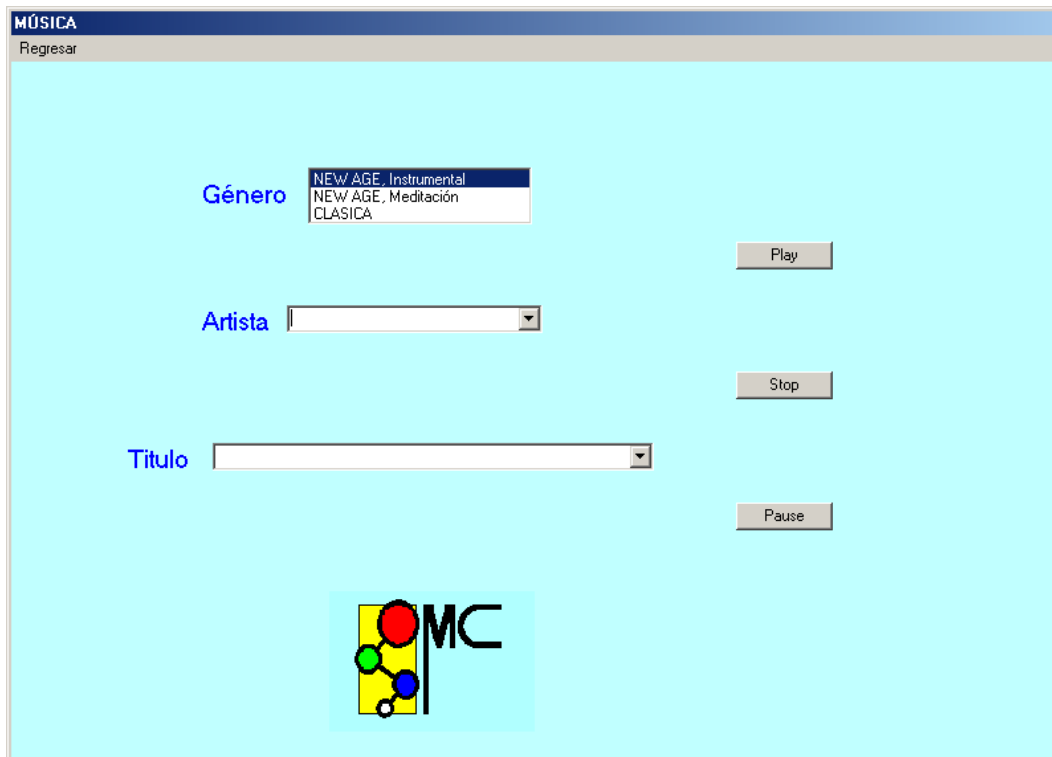 MÚSICA
Regresar
Género
NEW AGE, Instrumental
NEW AGE, Meditación
CLASICA
Play
Artista
Stop
Titulo
Pause
MC